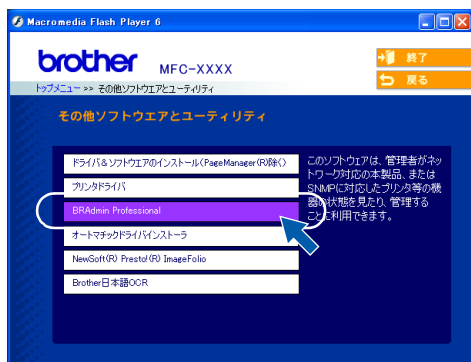 Macromedia Flash Player 6
brother MFC-XXXX
終了
戻る
トップメニュー >> その他ソフトウエアとユーティリティ
その他ソフトウエアとユーティリティ
ドライバ&ソフトウエアのインストール(PageManager(R)除く)
プリンタドライバ
BRAdmin Professional
オートマチックドライバインストーラ
NewSoft(R) Presto!(R) ImageFolio
Brother日本語OCR
このソフトウェアは、管理者がネッ
トワーク対応の本製品、または
SNMPに対応したプリンタ等の機
器の状態を見たり、管理する
ことに利用できます。